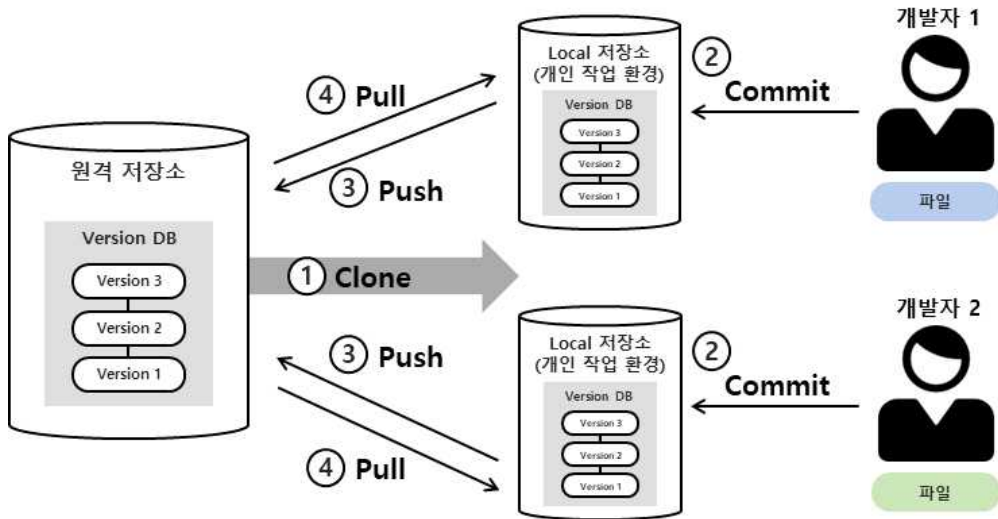 원격 저장소
Version DB
Version 3
Version 2
Version 1
④ Pull
③ Push
① Clone
③ Push
④ Pull
Local 저장소
(개인 작업 환경)
Version DB
Version 3
Version 2
Version 1
② Commit
개발자 1
파일
Local 저장소
(개인 작업 환경)
Version DB
Version 3
Version 2
Version 1
② Commit
개발자 2
파일